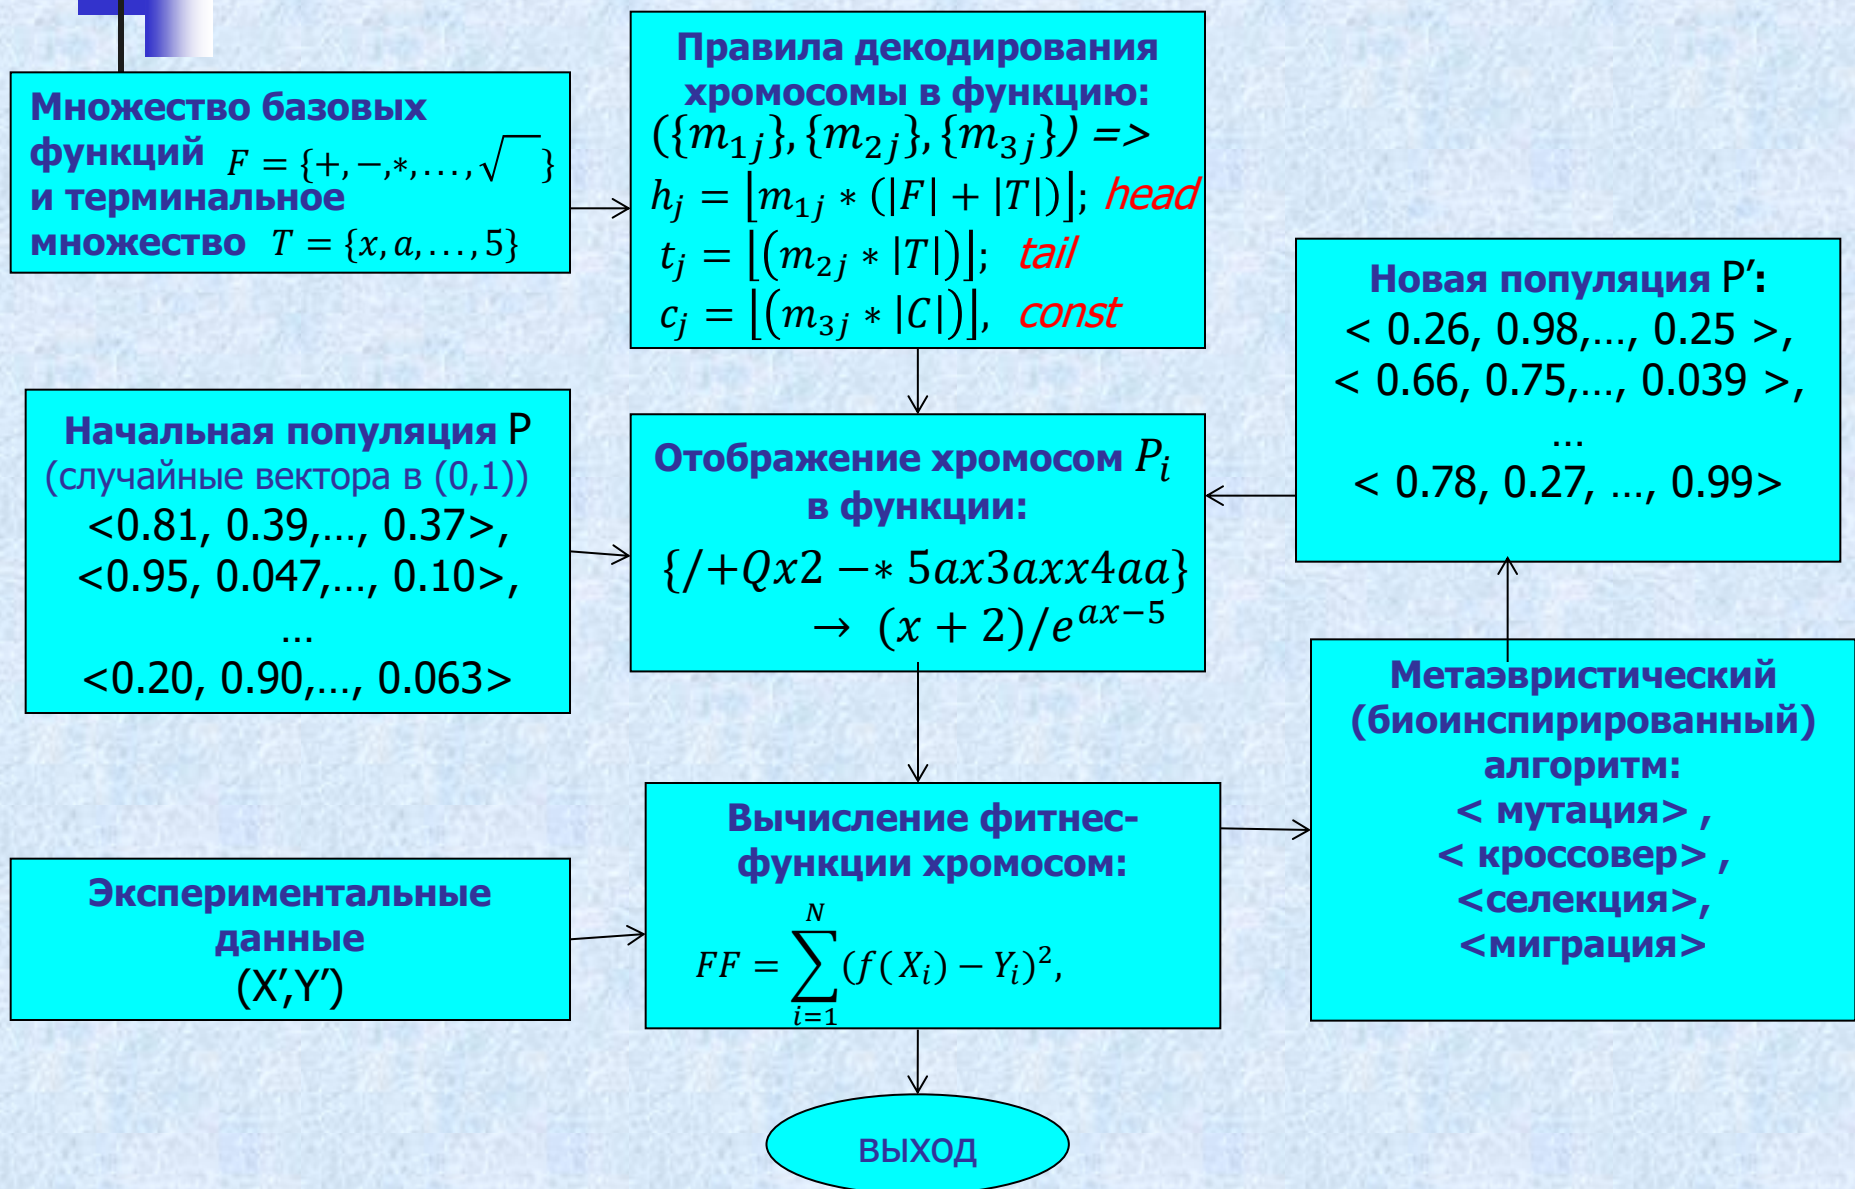 Множество базовых
функций F = {+, −,∗, . . . , √ }
и терминальное
множество T = {x, a, . . . , 5}
Правила декодирования
хромосомы в функцию:
({m₁ⱼ}, {m₂ⱼ}, {m₃ⱼ}) =>
hⱼ = ⌊m₁ⱼ ∗ (|F| + |T|)⌋; head
tⱼ = ⌊(m₂ⱼ ∗ |T|)⌋; tail
cⱼ = ⌊(m₃ⱼ ∗ |C|)⌋, const
Начальная популяция P
(случайные вектора в (0,1))
<0.81, 0.39,…, 0.37>,
<0.95, 0.047,…, 0.10>,
…
<0.20, 0.90,…, 0.063>
Отображение хромосом Pᵢ
в функции:
{/+Qx2 −∗ 5ax3axx4aa}
→ (x + 2)/e^{ax−5}
Новая популяция P′:
< 0.26, 0.98,…, 0.25 >,
< 0.66, 0.75,…, 0.039 >,
…
< 0.78, 0.27, …, 0.99>
Экспериментальные
данные
(X′,Y′)
Вычисление фитнес-
функции хромосом:
FF = ∑_{i=1}^{N} (f( Xᵢ) − Yᵢ)²,
Метаэвристический
(биоинспирированный)
алгоритм:
< мутация> ,
< кроссовер> ,
<селекция>,
<миграция>
ВЫХОД